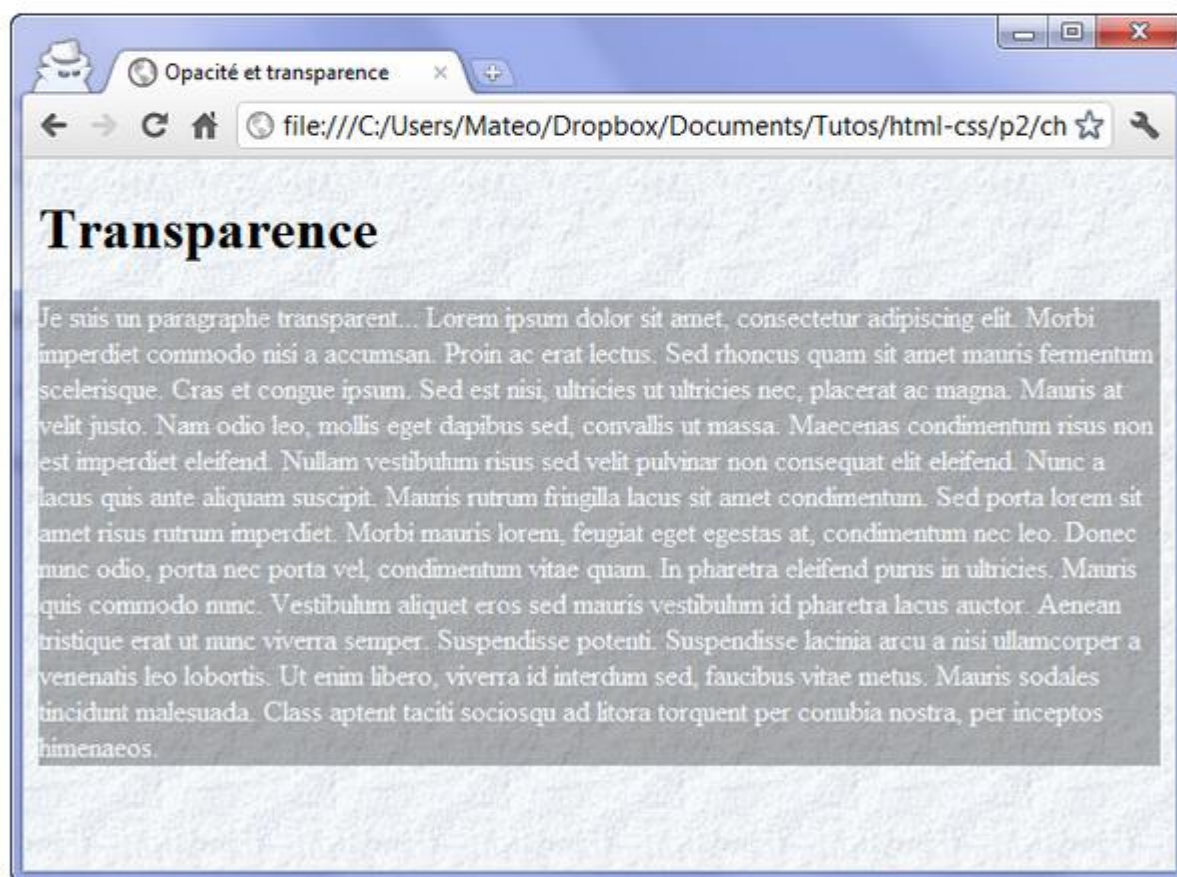 Opacité et transparence
file:///C:/Users/Mateo/Dropbox/Documents/Tutos/html-css/p2/ch
Transparence
Je suis un paragraphe transparent... Lorem ipsum dolor sit amet, consectetur adipiscing elit. Morbi
imperdiet commodo nisi a accumsan. Proin ac erat lectus. Sed rhoncus quam sit amet mauris fermentum
scelerisque. Cras et congue ipsum. Sed est nisi, ultricies ut ultricies nec, placerat ac magna. Mauris at
velit justo. Nam odio leo, mollis eget dapibus sed, convallis ut massa. Maecenas condimentum risus non
est imperdiet eleifend. Nullam vestibulum risus sed velit pulvinar non consequat elit eleifend. Nunc a
lacus quis ante aliquam suscipit. Mauris rutrum fringilla lacus sit amet condimentum. Sed porta lorem sit
amet risus rutrum imperdiet. Morbi mauris lorem, feugiat eget egestas at, condimentum nec leo. Donec
nunc odio, porta nec porta vel, condimentum vitae quam. In pharetra eleifend purus in ultricies. Mauris
quis commodo nunc. Vestibulum aliquet eros sed mauris vestibulum id pharetra lacus auctor. Aenean
tristique erat ut nunc viverra semper. Suspendisse potenti. Suspendisse lacinia arcu a nisi ullamcorper a
venenatis leo lobortis. Ut enim libero, viverra id interdum sed, faucibus vitae metus. Mauris sodales
tincidunt malesuada. Class aptent taciti sociosqu ad litora torquent per conubia nostra, per inceptos
himenaeos.